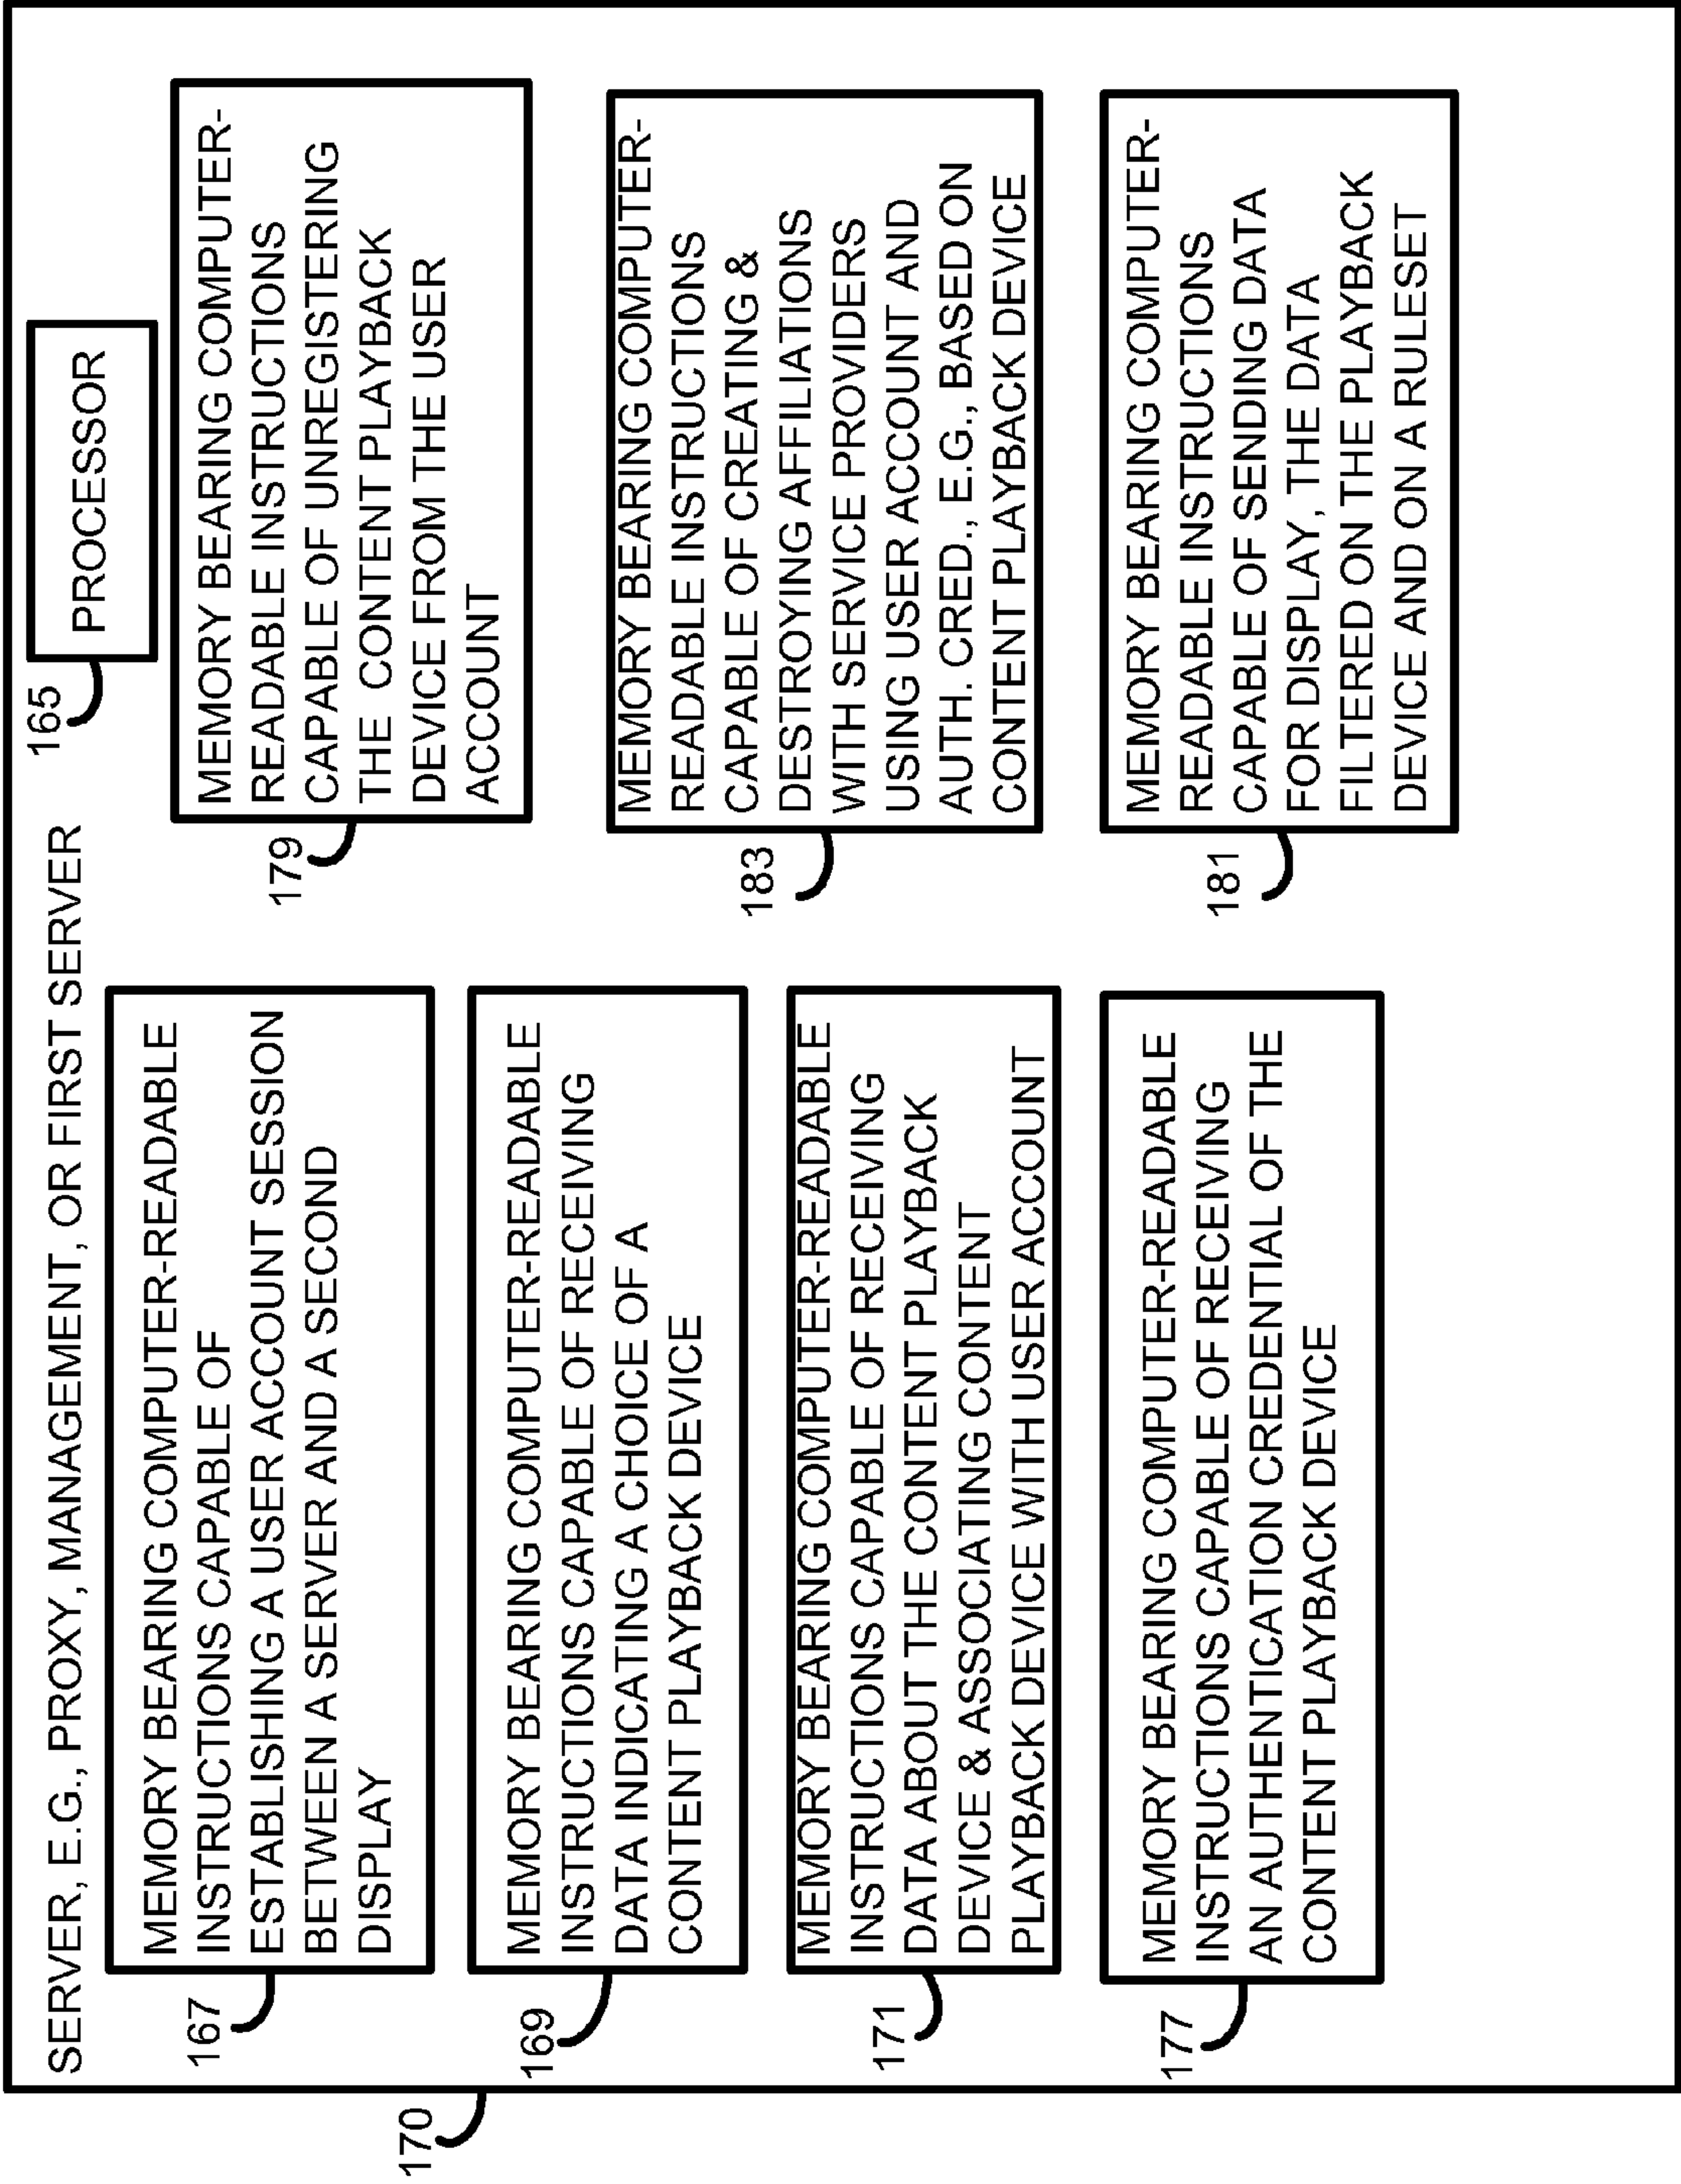 SERVER, E.G., PROXY, MANAGEMENT, OR FIRST SERVER
165
PROCESSOR
170
167
MEMORY BEARING COMPUTER-READABLE
INSTRUCTIONS CAPABLE OF
ESTABLISHING A USER ACCOUNT SESSION
BETWEEN A SERVER AND A SECOND
DISPLAY
169
MEMORY BEARING COMPUTER-READABLE
INSTRUCTIONS CAPABLE OF RECEIVING
DATA INDICATING A CHOICE OF A
CONTENT PLAYBACK DEVICE
171
MEMORY BEARING COMPUTER-READABLE
INSTRUCTIONS CAPABLE OF RECEIVING
DATA ABOUT THE CONTENT PLAYBACK
DEVICE & ASSOCIATING CONTENT
PLAYBACK DEVICE WITH USER ACCOUNT
177
MEMORY BEARING COMPUTER-READABLE
INSTRUCTIONS CAPABLE OF RECEIVING
AN AUTHENTICATION CREDENTIAL OF THE
CONTENT PLAYBACK DEVICE
179
MEMORY BEARING COMPUTER-
READABLE INSTRUCTIONS
CAPABLE OF UNREGISTERING
THE CONTENT PLAYBACK
DEVICE FROM THE USER
ACCOUNT
183
MEMORY BEARING COMPUTER-
READABLE INSTRUCTIONS
CAPABLE OF CREATING &
DESTROYING AFFILIATIONS
WITH SERVICE PROVIDERS
USING USER ACCOUNT AND
AUTH. CRED., E.G., BASED ON
CONTENT PLAYBACK DEVICE
181
MEMORY BEARING COMPUTER-
READABLE INSTRUCTIONS
CAPABLE OF SENDING DATA
FOR DISPLAY, THE DATA
FILTERED ON THE PLAYBACK
DEVICE AND ON A RULESET